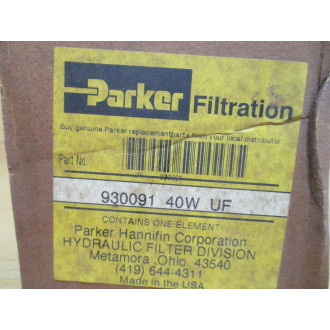 Parker Filtration
Buy genuine Parker replacement parts from your local distributor
Part No.
930091
930091 40W UF
CONTAINS ONE ELEMENT
Parker Hannifin Corporation
HYDRAULIC FILTER DIVISION
Metamora, Ohio 43540
(419) 644-4311
Made in the USA